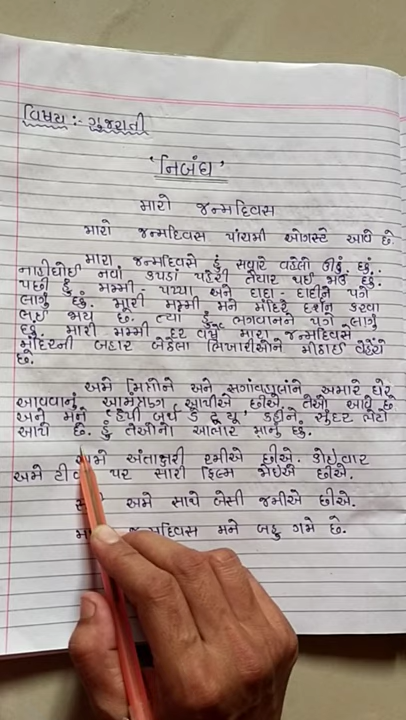 વિષય :- ગુજરાતી
'નિબંધ'
મારો જન્મદિવસ
મારો જન્મદિવસ પાંચમી ઓગસ્ટે આવે છે.
મારા જન્મદિવસે હું સવારે વહેલો ઊઠું છું.
નાહીધોઈ નવાં કપડાં પહેરી તૈયાર થઈ જાઉં છું.
પછી હું મમ્મી - પપ્પા અને દાદા - દાદીને પગે
લાગું છું. મારી મમ્મી મને મંદિરે દર્શન કરવા
લઈ જાય છે. ત્યાં હું ભગવાનને પગે લાગું
છું. મારી મમ્મી દર વર્ષે મારા જન્મદિવસે
મંદિરની બહાર બેઠેલા ભિખારીઓને મીઠાઈ વહેંચે
છે.
અમે મિત્રોને અને સગાંવહાલાંને અમારે ઘેર
આવવાનું આમંત્રણ આપીએ છીએ. તેઓ આવે છે
અને મને 'હેપી બર્થ ડે ટૂ યૂ' કહીને સુંદર ભેટો
આપે છે. હું તેઓનો આભાર માનું છું.
અમે અંતાક્ષરી રમીએ છીએ. કોઈવાર
અમે પર સારી ફિલ્મ જોઈએ છીએ.
અમે સાથે બેસી જમીએ છીએ.
જન્મદિવસ મને બહુ ગમે છે.